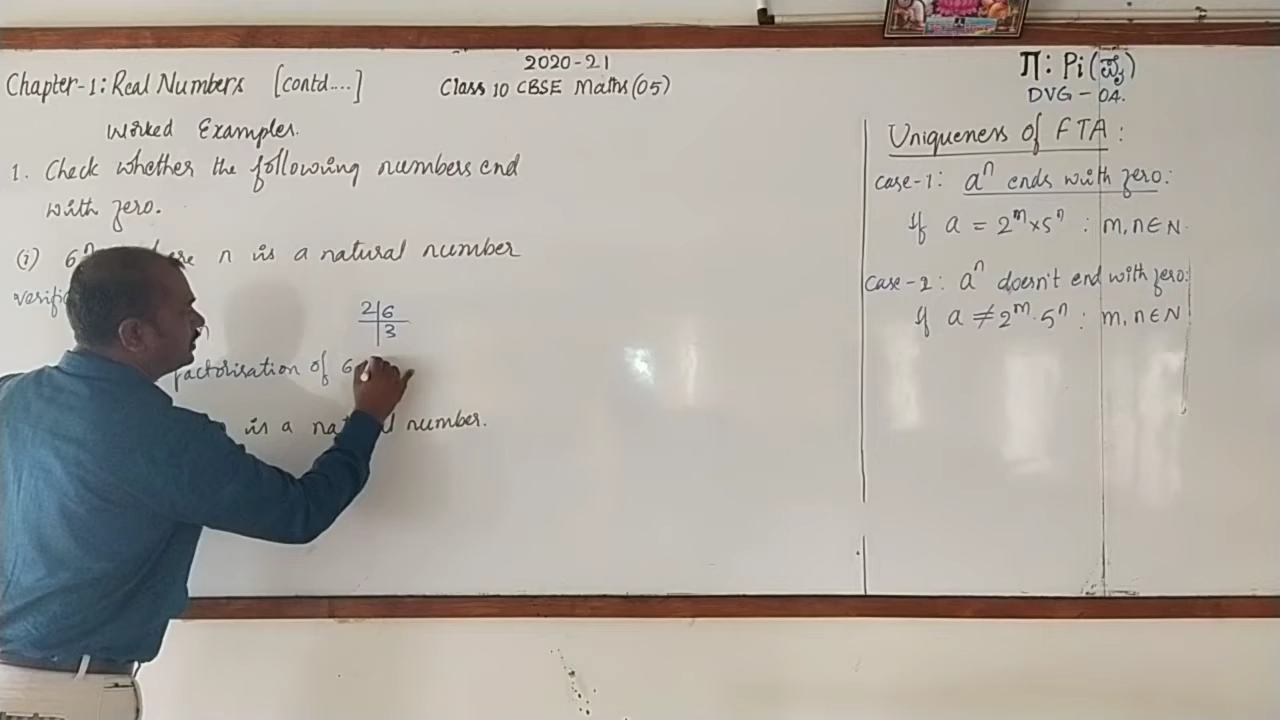 2020-21
Chapter-1: Real Numbers [contd....]
Class 10 CBSE Maths (05)
Π: Pi (ಪೈ)
DVG - 04.
Worked Examples.
1. Check whether the following numbers end
with zero.
(i) 6ⁿ n is a natural number
2 6
3
factorisation of 6
is a number.
Uniqueness of FTA:
case-1: aⁿ ends with zero:
If a = 2ᵐ×5ⁿ : m, n ∈ N.
case-2: aⁿ doesn't end with zero:
If a ≠ 2ᵐ·5ⁿ : m, n ∈ N